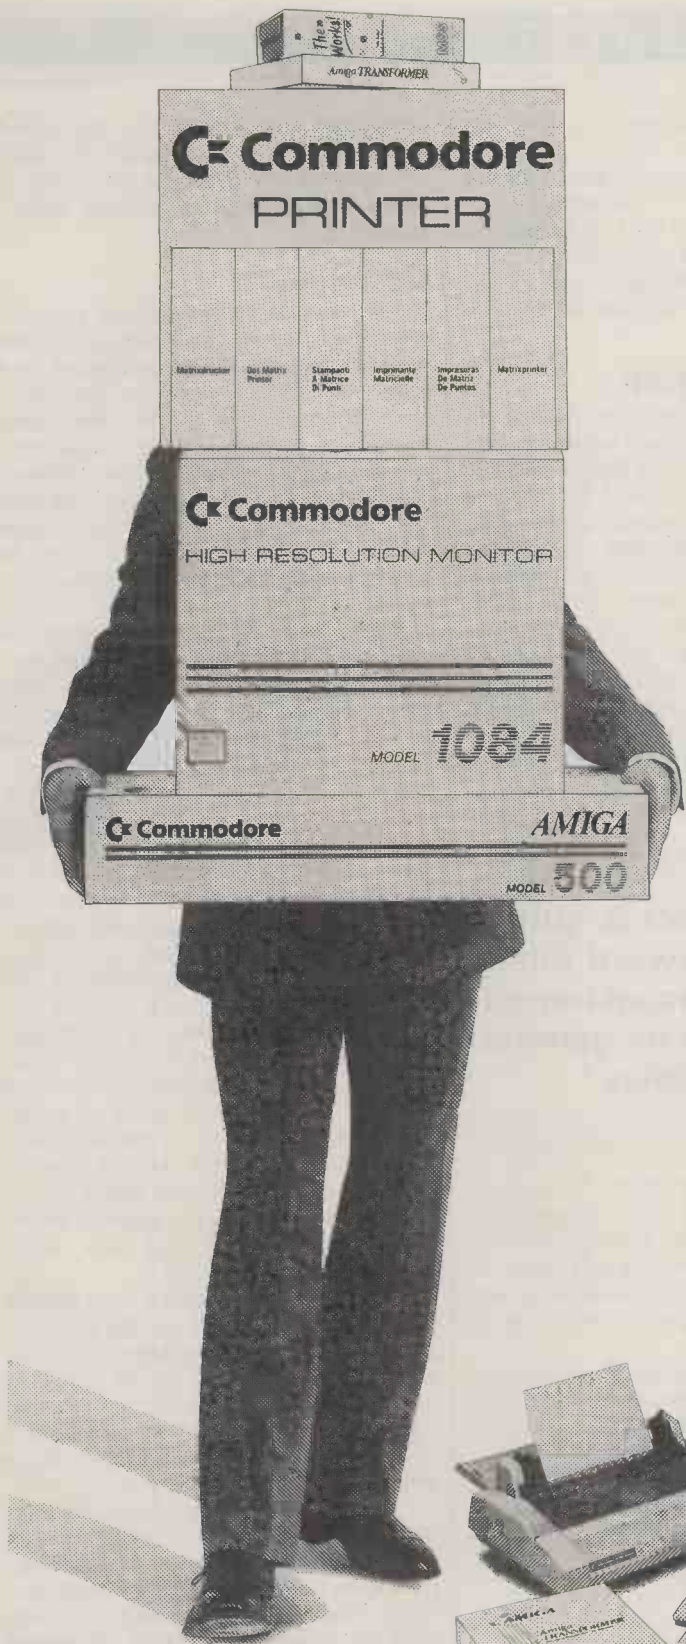 The Works!
Amiga TRANSFORMER
Commodore
PRINTER
Matrixdrucker
Dot Matrix
Printer
Stampanti
A Matrice
Di Punti
Imprimante
Matricielle
Impresoras
De Matriz
De Puntos
Matrixprinter
Commodore
HIGH RESOLUTION MONITOR
MODEL 1084
Commodore
AMIGA
MODEL 500
AMIGA
Amiga
TRANSFORMER